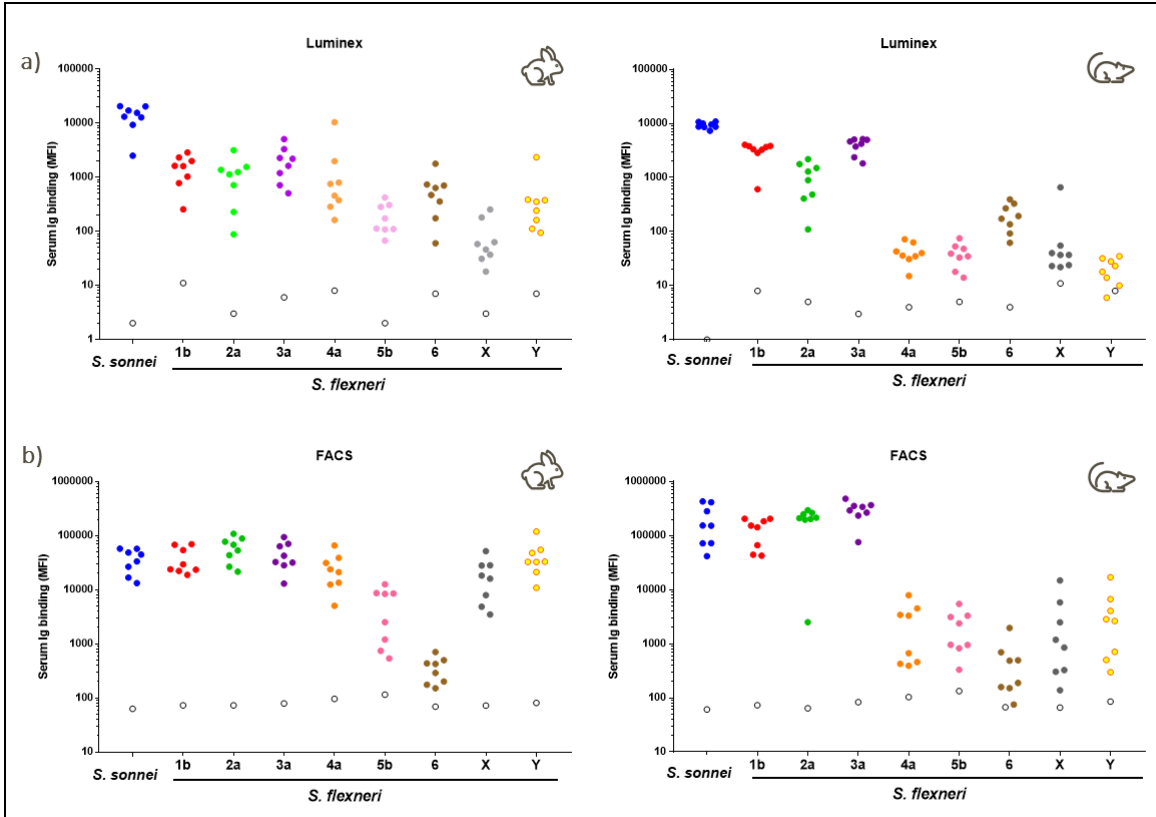 a)
Luminex
Serum Ig binding (MFI)
100000
10000
1000
100
10
1
S. sonnei
1b 2a 3a 4a 5b 6 X Y
S. flexneri
Luminex
Serum Ig binding (MFI)
100000
10000
1000
100
10
1
S. sonnei
1b 2a 3a 4a 5b 6 X Y
S. flexneri
b)
FACS
Serum Ig binding (MFI)
1000000
100000
10000
1000
100
10
S. sonnei
1b 2a 3a 4a 5b 6 X Y
S. flexneri
FACS
Serum Ig binding (MFI)
1000000
100000
10000
1000
100
10
S. sonnei
1b 2a 3a 4a 5b 6 X Y
S. flexneri